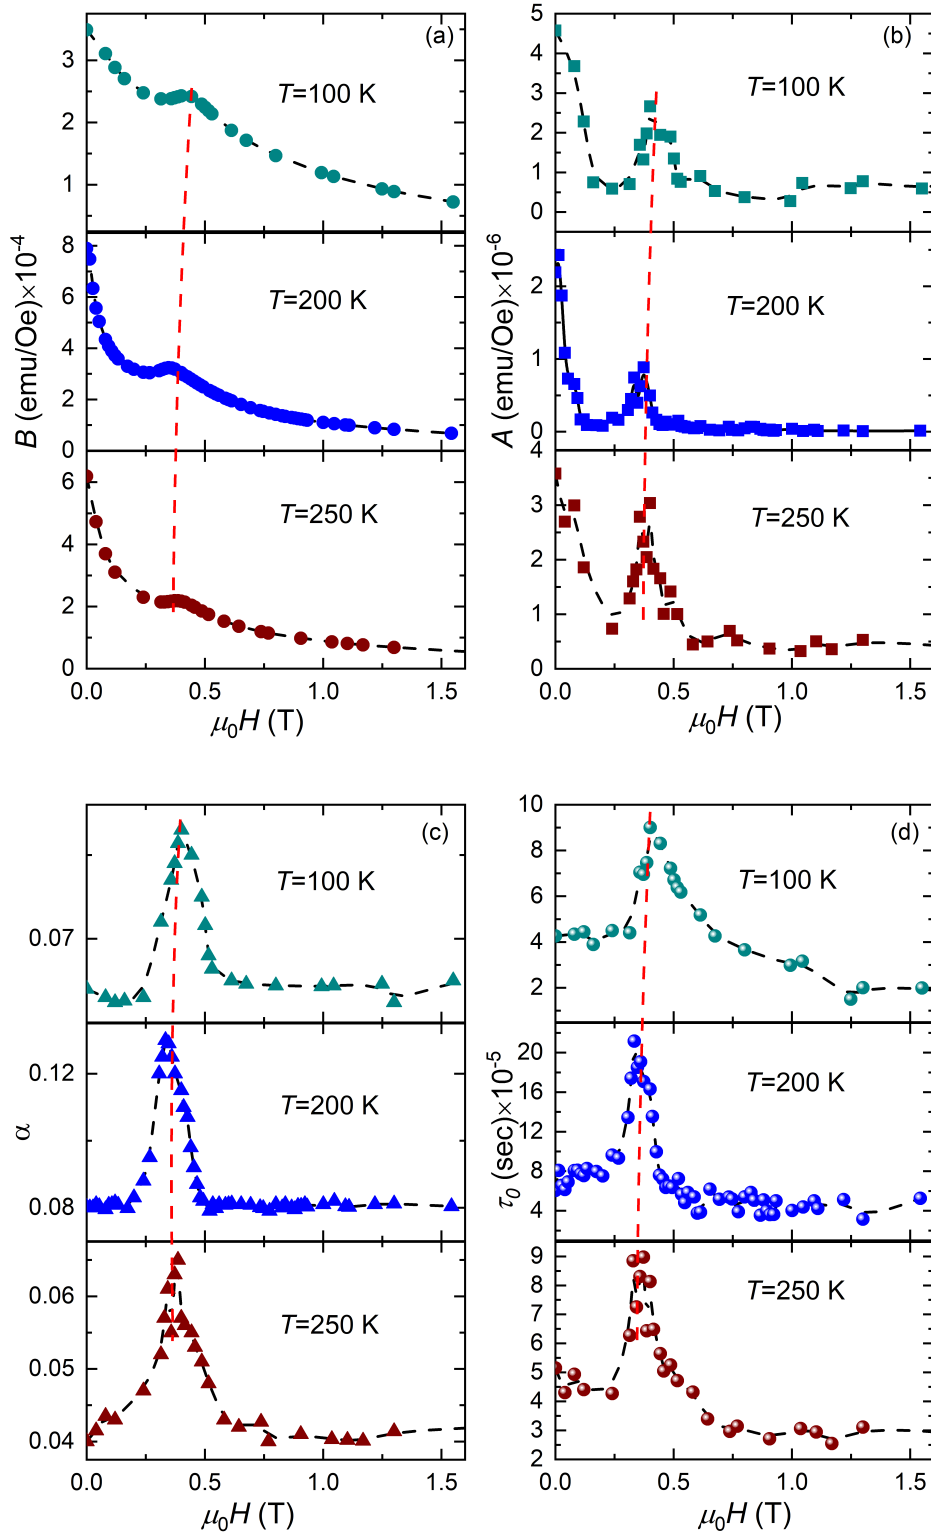 (a)
T=100 K
3
2
1
T=200 K
8
6
4
2
0
T=250 K
6
4
2
0
B (emu/Oe)×10⁻⁴
0.0 0.5 1.0 1.5
μ₀H (T)
(b)
T=100 K
5
4
3
2
1
0
T=200 K
2
1
0
T=250 K
4
3
2
1
0
A (emu/Oe)×10⁻⁶
0.0 0.5 1.0 1.5
μ₀H (T)
(c)
T=100 K
0.07
T=200 K
0.12
0.08
T=250 K
0.06
0.05
0.04
α
0.0 0.5 1.0 1.5
μ₀H (T)
(d)
T=100 K
10
8
6
4
2
T=200 K
20
16
12
8
4
T=250 K
9
8
7
6
5
4
3
2
τ₀ (sec)×10⁻⁵
0.0 0.5 1.0 1.5
μ₀H (T)